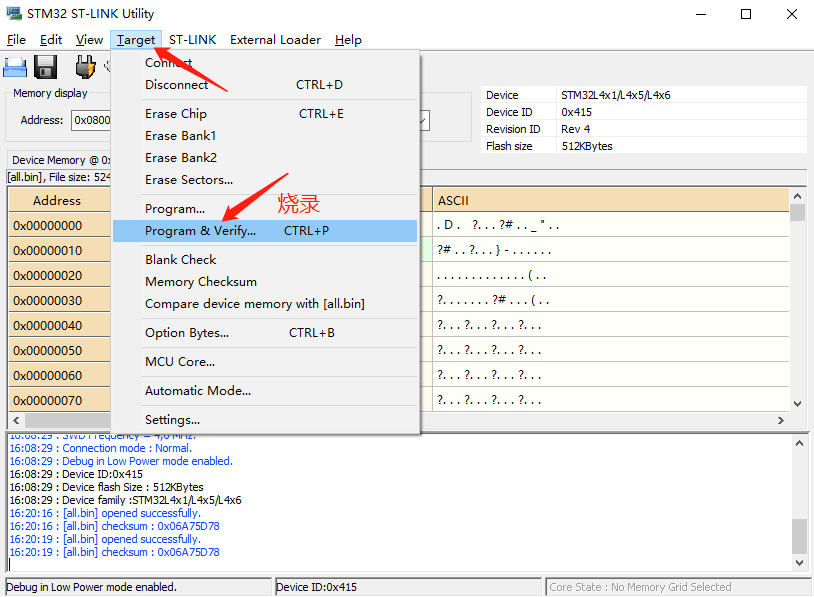 STM32 ST-LINK Utility
File Edit View Target ST-LINK External Loader Help
Connect
Disconnect CTRL+D
Erase Chip CTRL+E
Erase Bank1
Erase Bank2
Erase Sectors...
Program...
烧录
Program & Verify... CTRL+P
Blank Check
Memory Checksum
Compare device memory with [all.bin]
Option Bytes... CTRL+B
MCU Core...
Automatic Mode...
Settings...
Memory display
Address: 0x0800
Device STM32L4x1/L4x5/L4x6
Device ID 0x415
Revision ID Rev 4
Flash size 512KBytes
Device Memory @ 0x
[all.bin], File size: 524
Address ASCII
0x00000000 . D . ?. . . ?# . . _ " . .
0x00000010 ?# . . ?. . . } - . . . . . .
0x00000020 . . . . . . . . . . . . . ( . .
0x00000030 ?. . . . . . . ?# . . . ( . .
0x00000040 ?. . . ?. . . ?. . . ?. . .
0x00000050 ?. . . ?. . . ?. . . ?. . .
0x00000060 ?. . . ?. . . ?. . . ?. . .
0x00000070 ?. . . ?. . . ?. . . ?. . .
16:08:29 : SWD Frequency = 4,0 MHz.
16:08:29 : Connection mode : Normal.
16:08:29 : Debug in Low Power mode enabled.
16:08:29 : Device ID:0x415
16:08:29 : Device flash Size : 512KBytes
16:08:29 : Device family :STM32L4x1/L4x5/L4x6
16:20:16 : [all.bin] opened successfully.
16:20:16 : [all.bin] checksum : 0x06A75D78
16:20:19 : [all.bin] opened successfully.
16:20:19 : [all.bin] checksum : 0x06A75D78
Debug in Low Power mode enabled. Device ID:0x415 Core State : No Memory Grid Selected